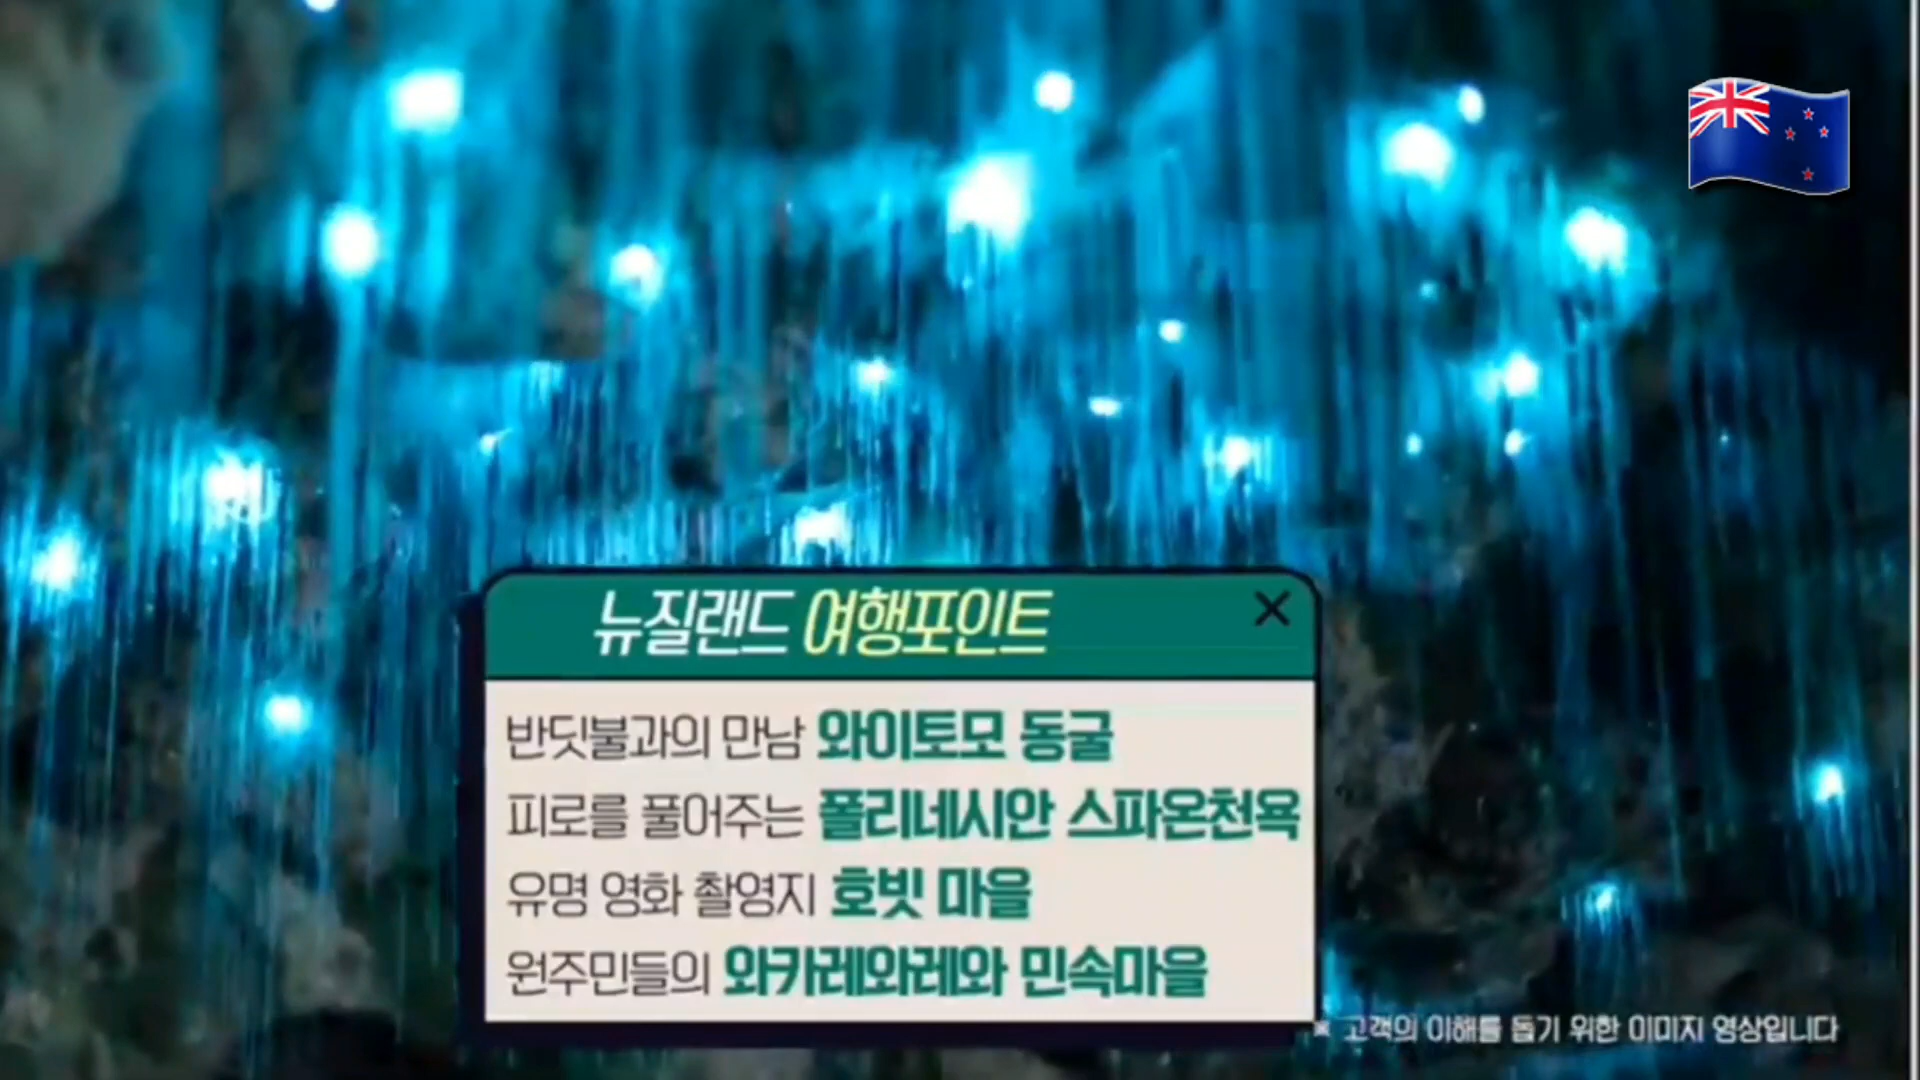 뉴질랜드 여행포인트
반딧불과의 만남 와이토모 동굴
피로를 풀어주는 폴리네시안 스파온천욕
유명 영화 촬영지 호빗 마을
원주민들의 와카레와레와 민속마을
※ 고객의 이해를 돕기 위한 이미지 영상입니다